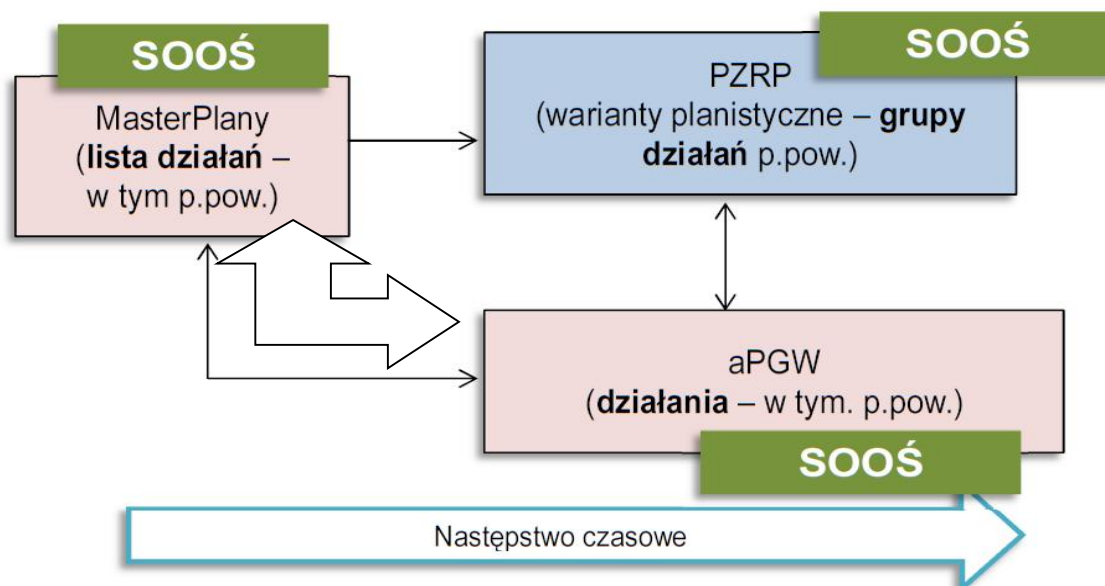 SOOŚ
MasterPlany
(lista działań –
w tym p.pow.)
SOOŚ
PZRP
(warianty planistyczne – grupy
działań p.pow.)
aPGW
(działania – w tym. p.pow.)
SOOŚ
Następstwo czasowe